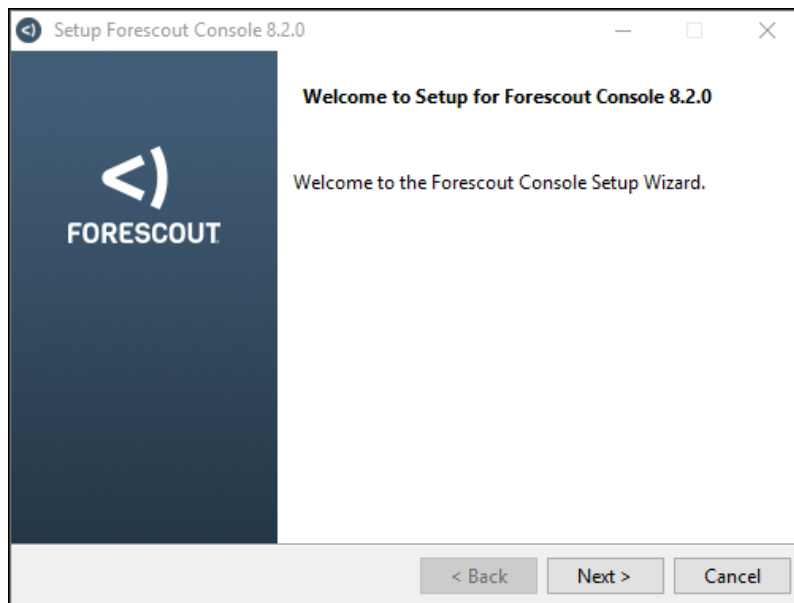 Setup Forescout Console 8.2.0
Welcome to Setup for Forescout Console 8.2.0
Welcome to the Forescout Console Setup Wizard.
FORESCOUT
< Back
Next >
Cancel